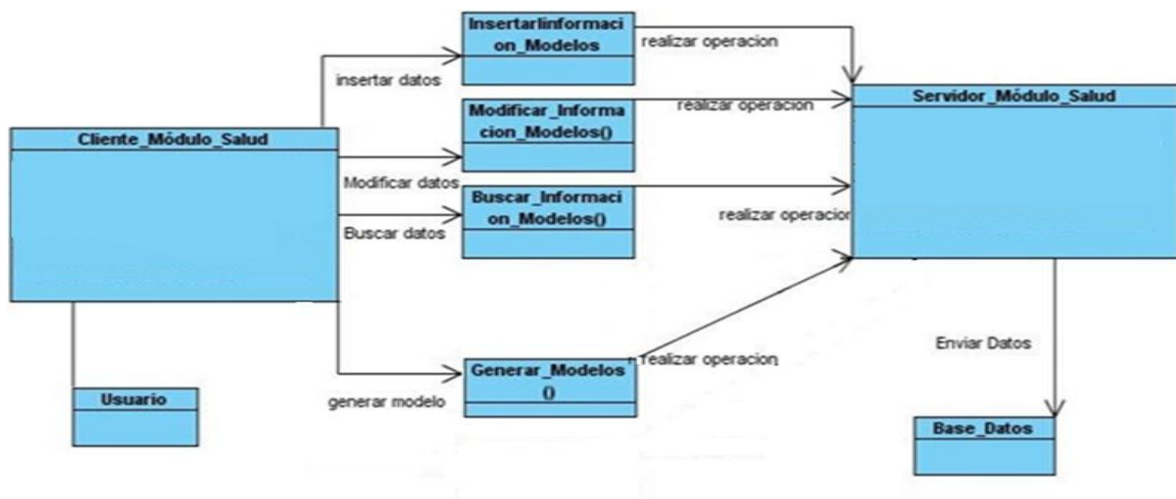 InsertarIinformaci
on_Modelos
realizar operacion
insertar datos
Modificar_Informa
cion_Modelos()
realizar operacion
Servidor_Módulo_Salud
Cliente_Módulo_Salud
Modificar datos
Buscar_Informaci
on_Modelos()
realizar operacion
Buscar datos
Enviar Datos
Generar_Modelos
()
realizar operacion
generar modelo
Usuario
Base_Datos